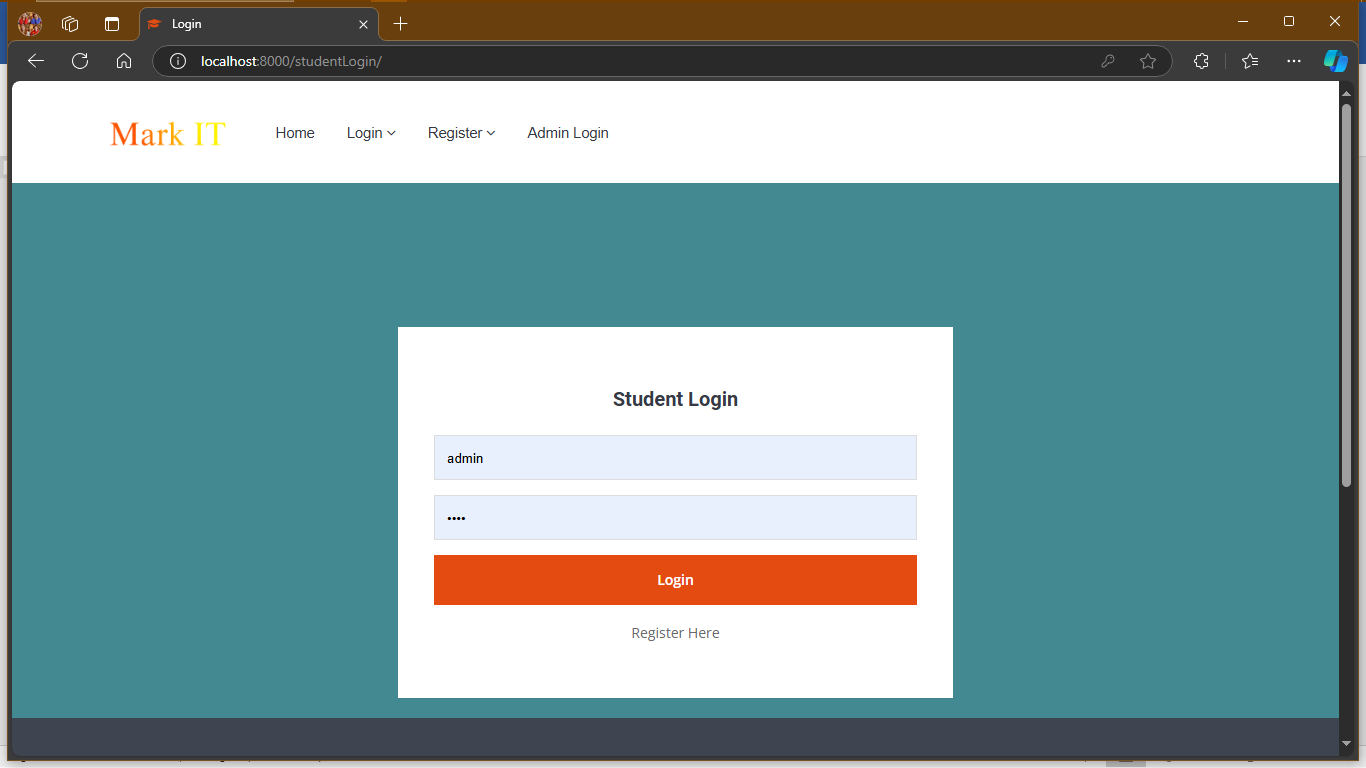 Login
localhost:8000/studentLogin/
Mark IT Home Login Register Admin Login
Student Login
admin
••••
Login
Register Here